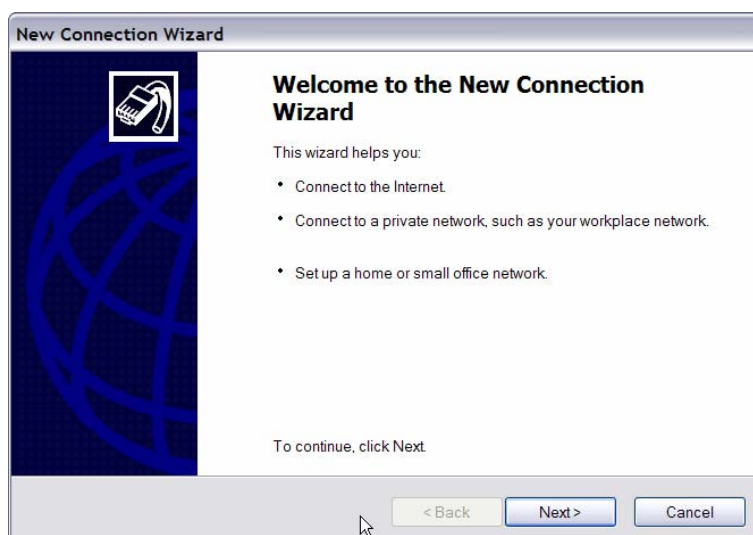 New Connection Wizard
Welcome to the New Connection
Wizard
This wizard helps you:
• Connect to the Internet.
• Connect to a private network, such as your workplace network.
• Set up a home or small office network.
To continue, click Next.
< Back Next > Cancel